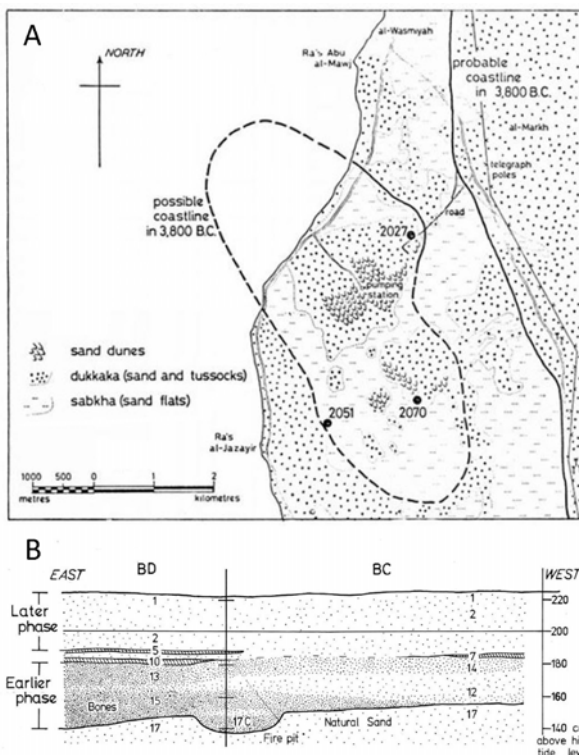 A
NORTH
al-Wasmiyah
Ra's Abu
al-Mawj
probable
coastline
in 3,800 B.C.
al-Markh
telegraph
poles
possible
coastline
in 3,800 B.C.
2027
road
pumping
station
sand dunes
dukkaka (sand and tussocks)
sabkha (sand flats)
2051
2070
Ra's
al-Jazayir
1000 500 0 1 2
metres kilometres
B
EAST BD BC WEST
Later
phase
Earlier
phase
1 1 220
2
2 200
5 7
10 180
13 14
15 12 160
Bones
17 17 C 17
Natural Sand
Fire pit
140 c
above hi
tide lev